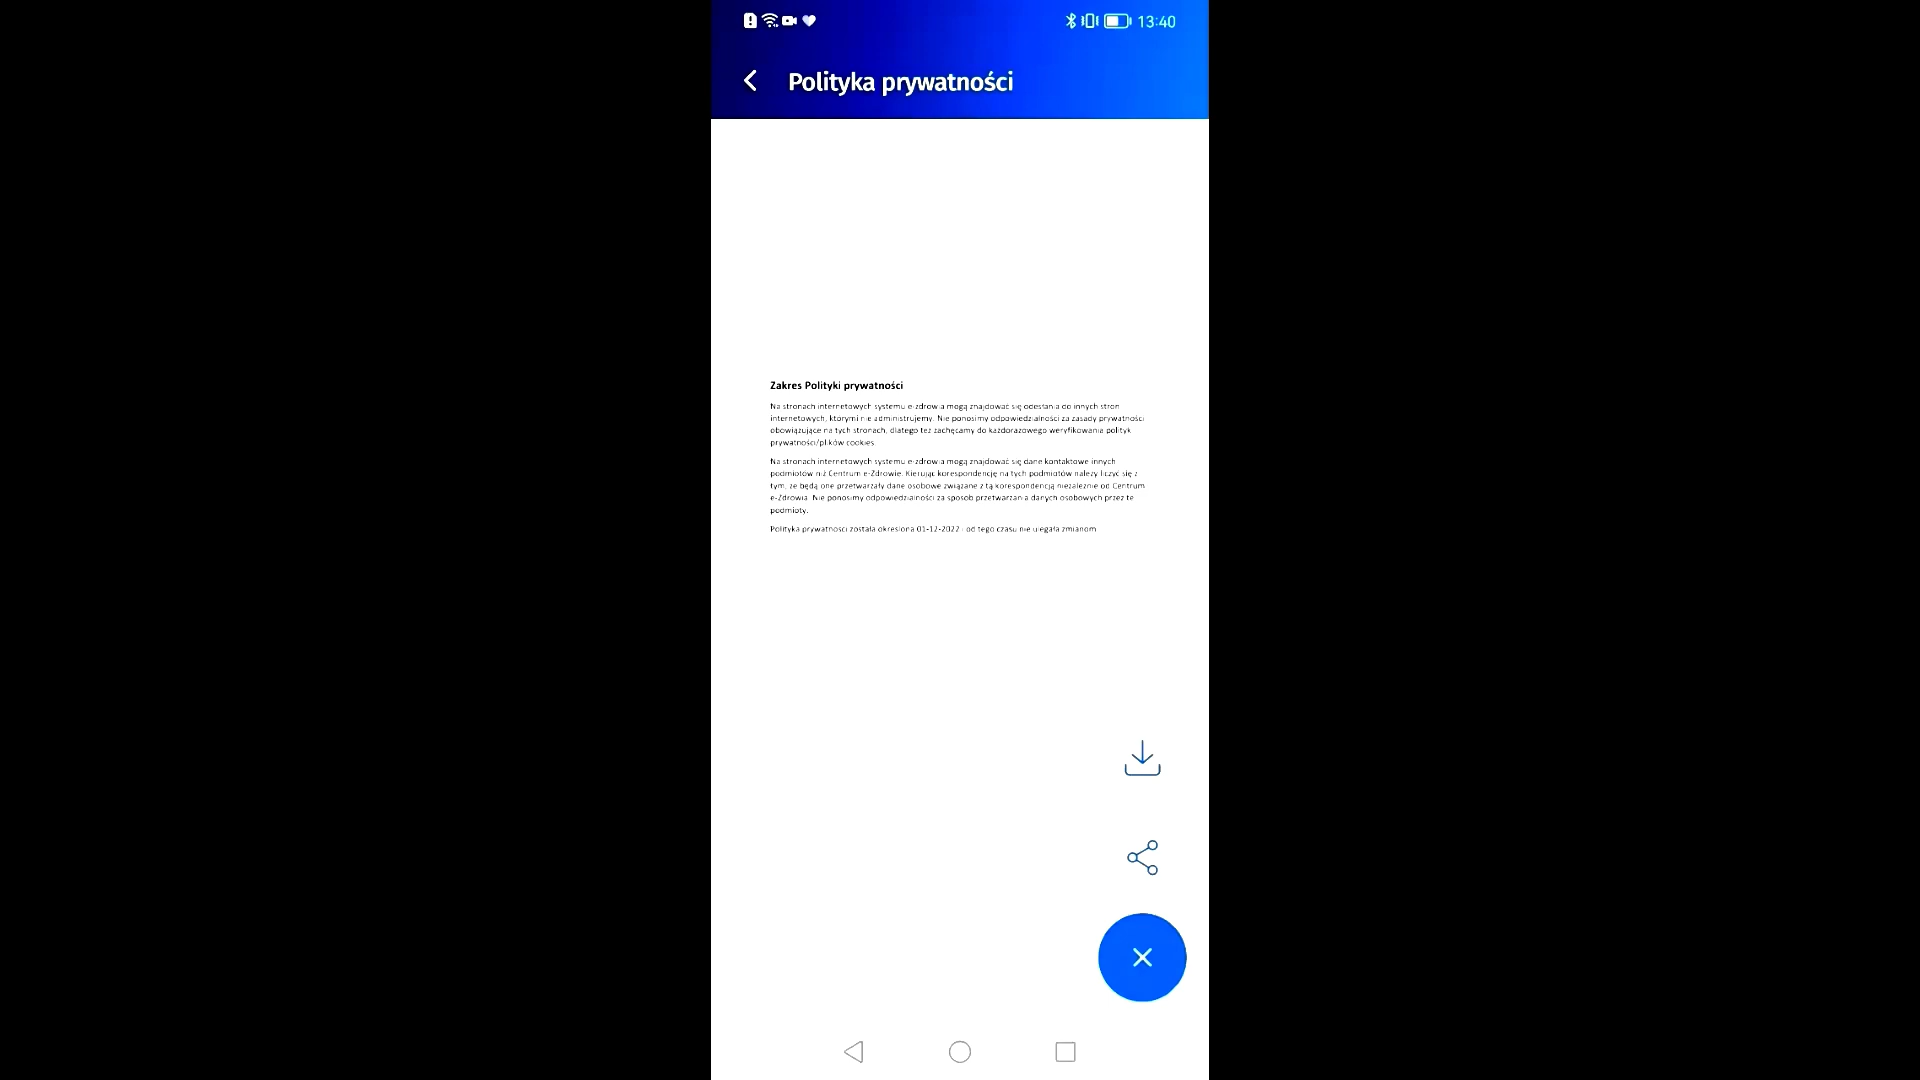 13:40
Polityka prywatności
Zakres Polityki prywatności
Na stronach internetowych systemu e-zdrowia mogą znajdować się odesłania do innych stron
internetowych, którymi nie administrujemy. Nie ponosimy odpowiedzialności za zasady prywatności
obowiązujące na tych stronach, dlatego też zachęcamy do każdorazowego weryfikowania polityk
prywatności/plików cookies.
Na stronach internetowych systemu e-zdrowia mogą znajdować się dane kontaktowe innych
podmiotów niż Centrum e-Zdrowie. Kierując korespondencję na tych podmiotów należy liczyć się z
tym, że będą one przetwarzały dane osobowe związane z tą korespondencją niezależnie od Centrum
e-Zdrowia. Nie ponosimy odpowiedzialności za sposób przetwarzania danych osobowych przez te
podmioty.
Polityka prywatności została określona 01-12-2022 i od tego czasu nie ulegała zmianom